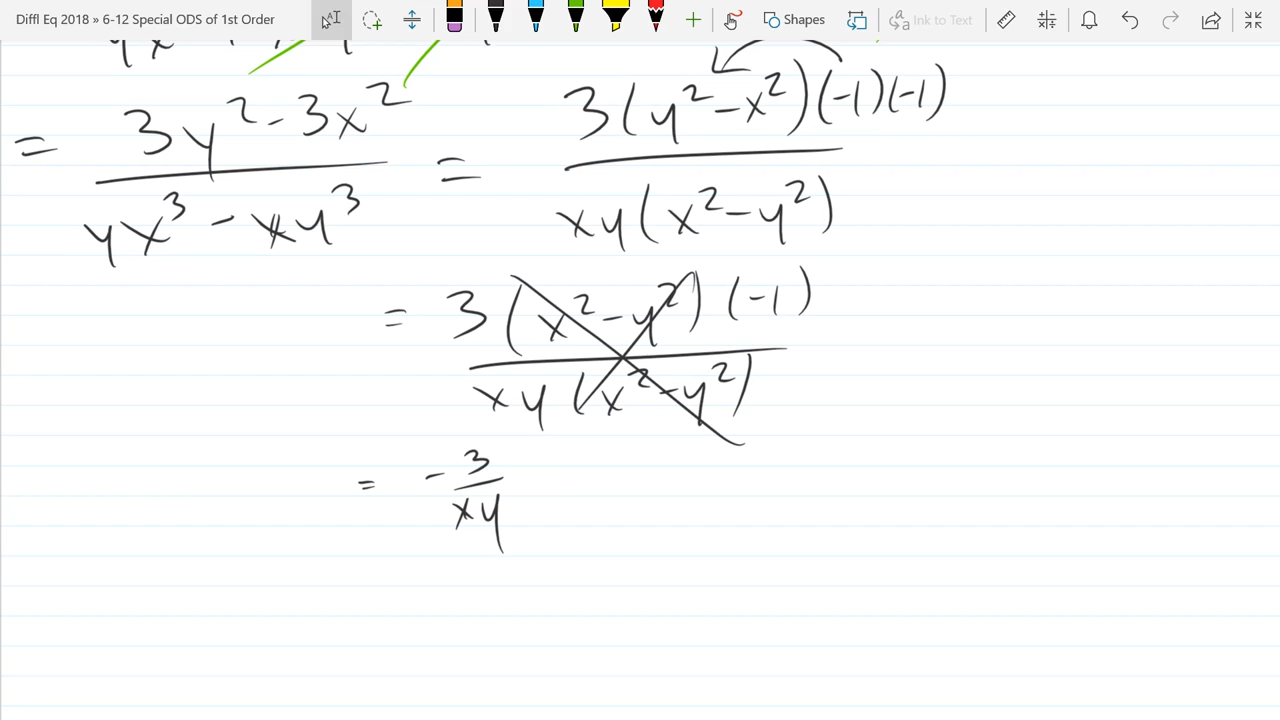 Diffl Eq 2018 » 6-12 Special ODS of 1st Order
Shapes
Ink to Text
= (3y² - 3x²) / (yx³ - xy³) = 3(y² - x²)(-1)(-1) / xy(x² - y²)
= 3(x² - y²)(-1) / xy(x² - y²)
= - 3 / xy